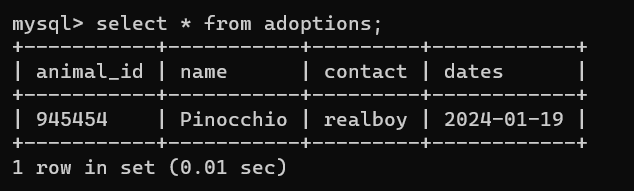 mysql> select * from adoptions;
+-----------+-----------+---------+------------+
| animal_id | name      | contact | dates      |
+-----------+-----------+---------+------------+
| 945454    | Pinocchio | realboy | 2024-01-19 |
+-----------+-----------+---------+------------+
1 row in set (0.01 sec)